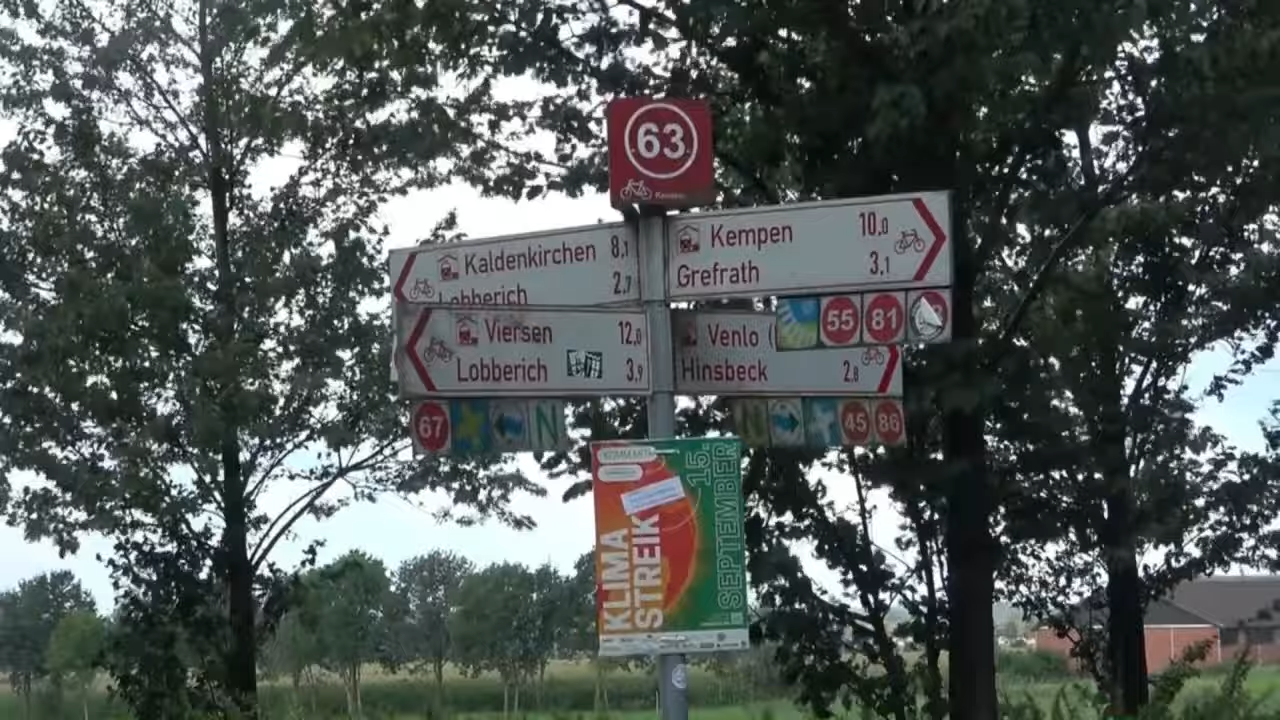 63
Kaldenkirchen 8,1
Lobberich 2,7
Kempen 10,0
Grefrath 3,1
55 81
Viersen 12,0
Lobberich 3,9
Venlo (
Hinsbeck 2,8
67 N
N 45 86
15. SEPTEMBER
KLIMA
STREIK